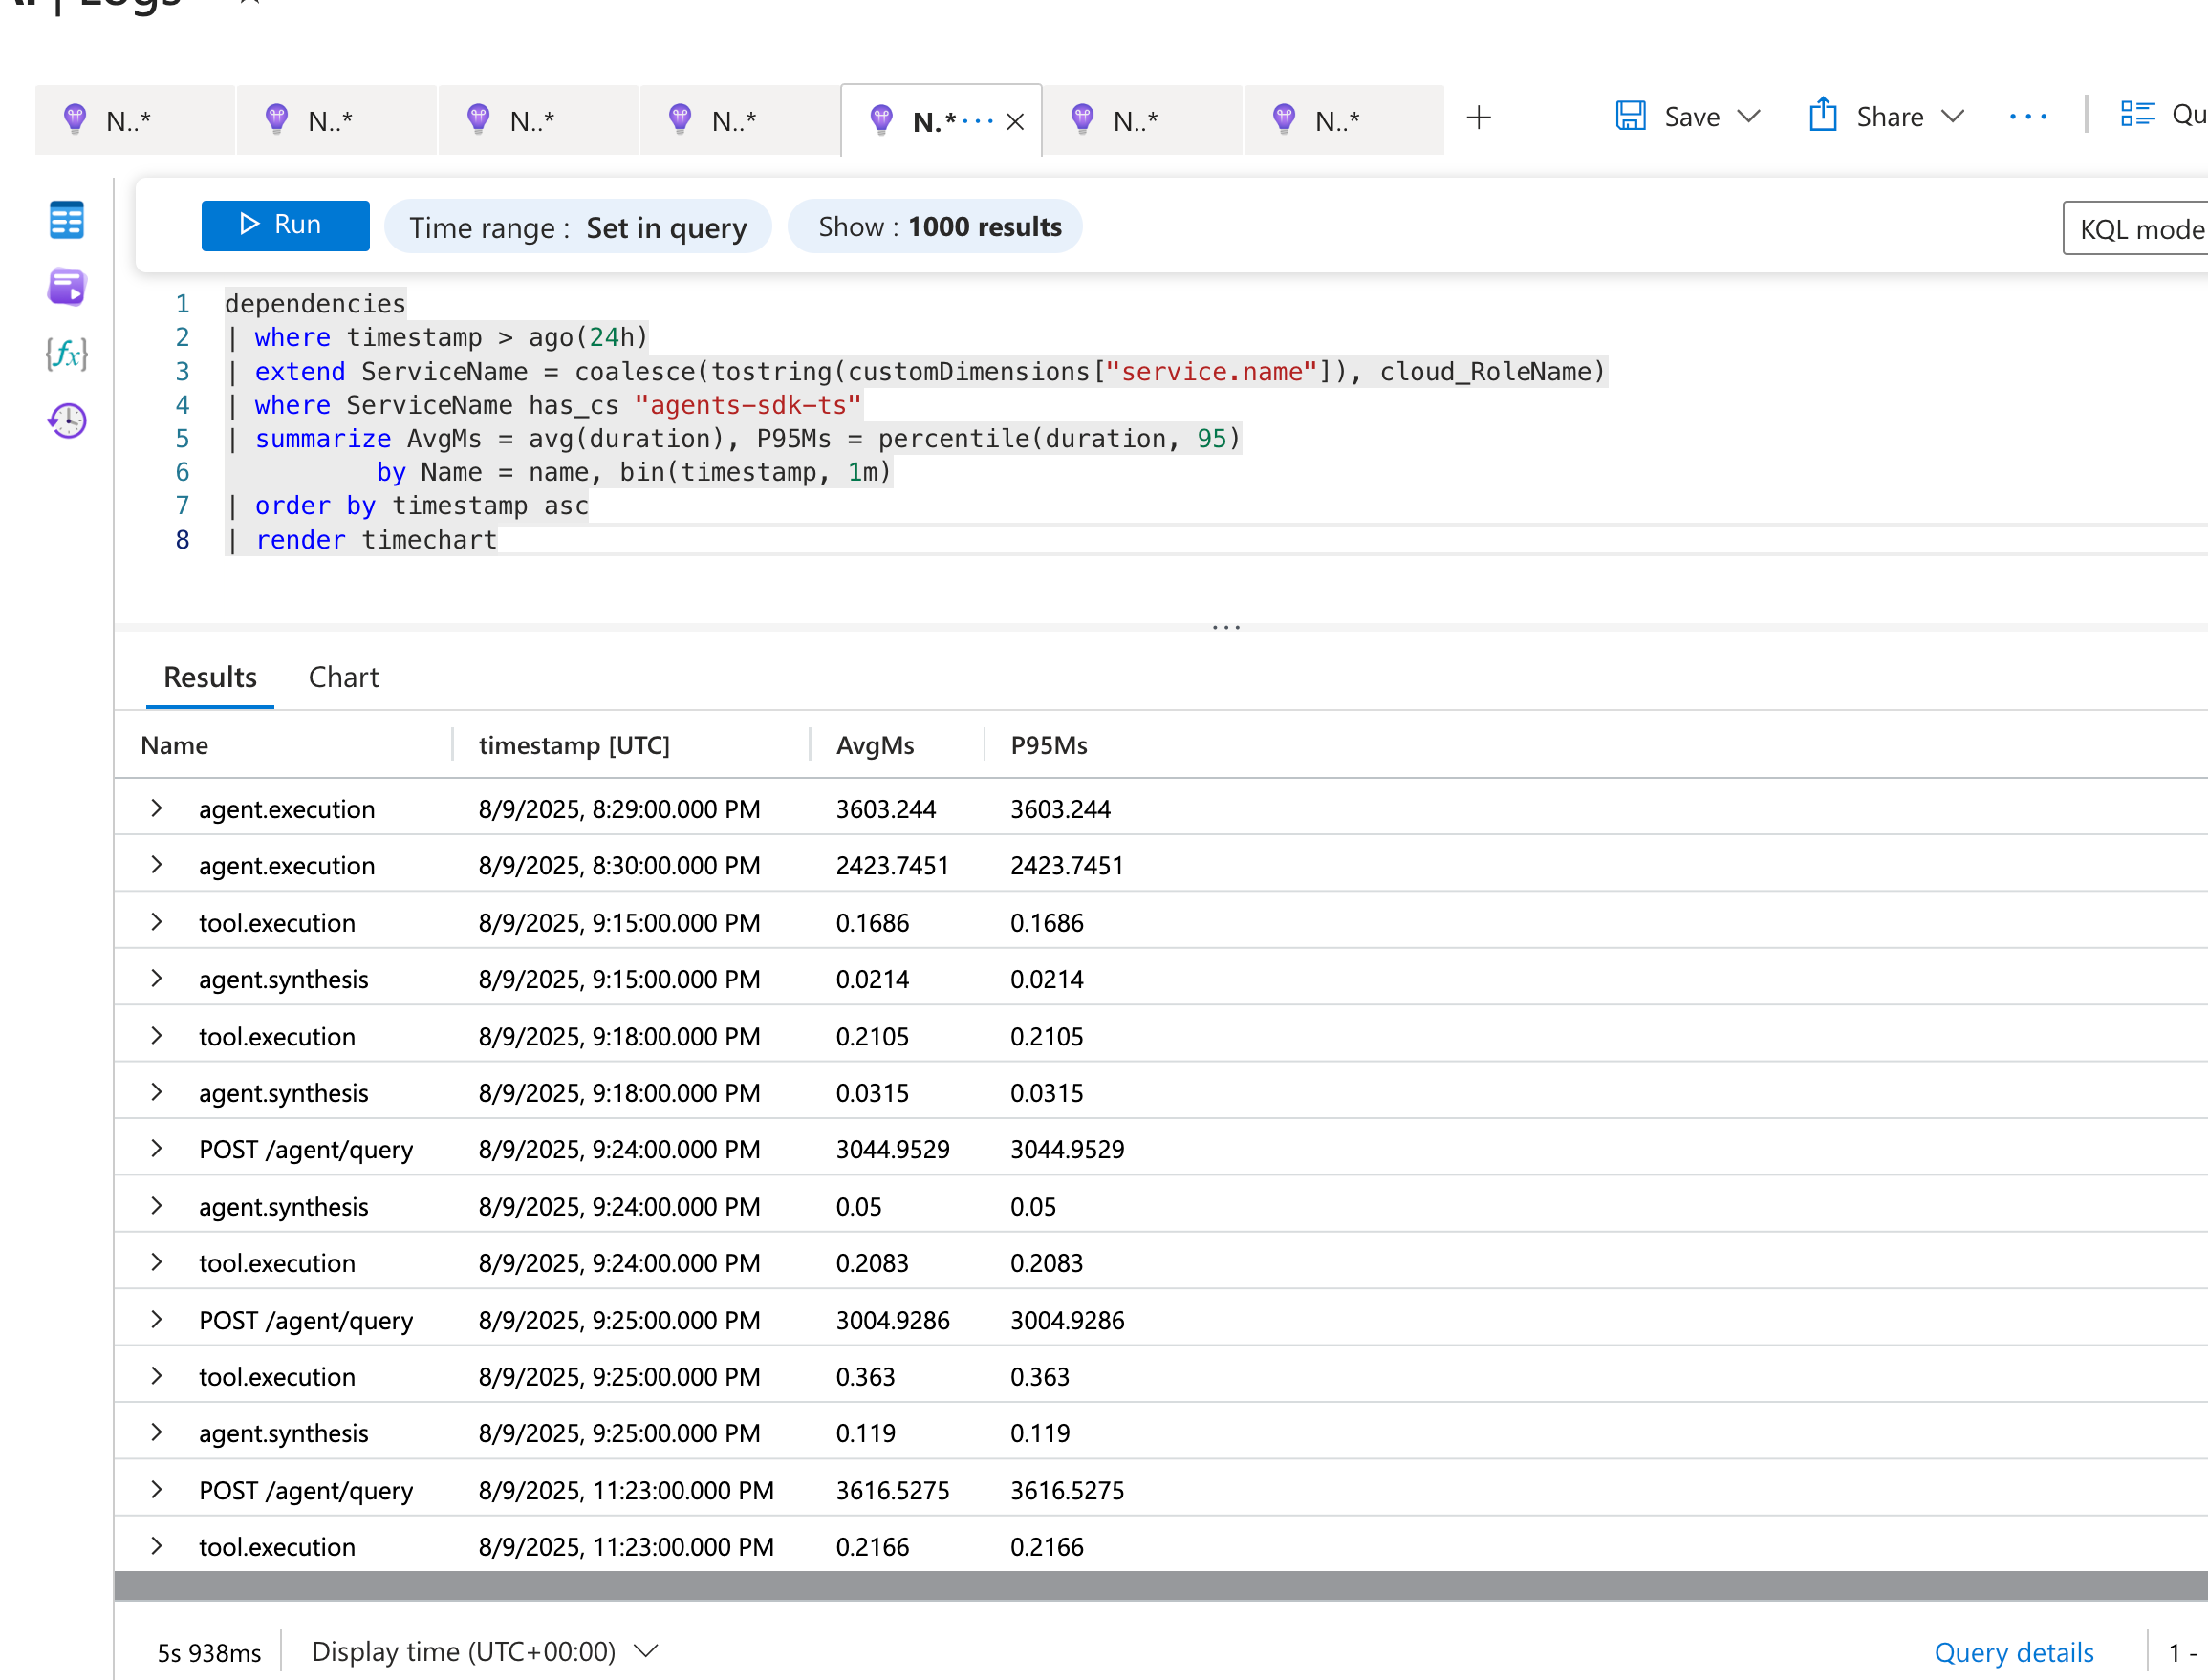 Logs
N..* N..* N..* N..* N.* ··· × N..* N..* + Save Share ··· Qu
Run Time range : Set in query Show : 1000 results KQL mode
1 dependencies
2 | where timestamp > ago(24h)
3 | extend ServiceName = coalesce(tostring(customDimensions["service.name"]), cloud_RoleName)
4 | where ServiceName has_cs "agents-sdk-ts"
5 | summarize AvgMs = avg(duration), P95Ms = percentile(duration, 95)
6 by Name = name, bin(timestamp, 1m)
7 | order by timestamp asc
8 | render timechart
Results Chart
Name timestamp [UTC] AvgMs P95Ms
agent.execution 8/9/2025, 8:29:00.000 PM 3603.244 3603.244
agent.execution 8/9/2025, 8:30:00.000 PM 2423.7451 2423.7451
tool.execution 8/9/2025, 9:15:00.000 PM 0.1686 0.1686
agent.synthesis 8/9/2025, 9:15:00.000 PM 0.0214 0.0214
tool.execution 8/9/2025, 9:18:00.000 PM 0.2105 0.2105
agent.synthesis 8/9/2025, 9:18:00.000 PM 0.0315 0.0315
POST /agent/query 8/9/2025, 9:24:00.000 PM 3044.9529 3044.9529
agent.synthesis 8/9/2025, 9:24:00.000 PM 0.05 0.05
tool.execution 8/9/2025, 9:24:00.000 PM 0.2083 0.2083
POST /agent/query 8/9/2025, 9:25:00.000 PM 3004.9286 3004.9286
tool.execution 8/9/2025, 9:25:00.000 PM 0.363 0.363
agent.synthesis 8/9/2025, 9:25:00.000 PM 0.119 0.119
POST /agent/query 8/9/2025, 11:23:00.000 PM 3616.5275 3616.5275
tool.execution 8/9/2025, 11:23:00.000 PM 0.2166 0.2166
5s 938ms Display time (UTC+00:00) Query details 1 -